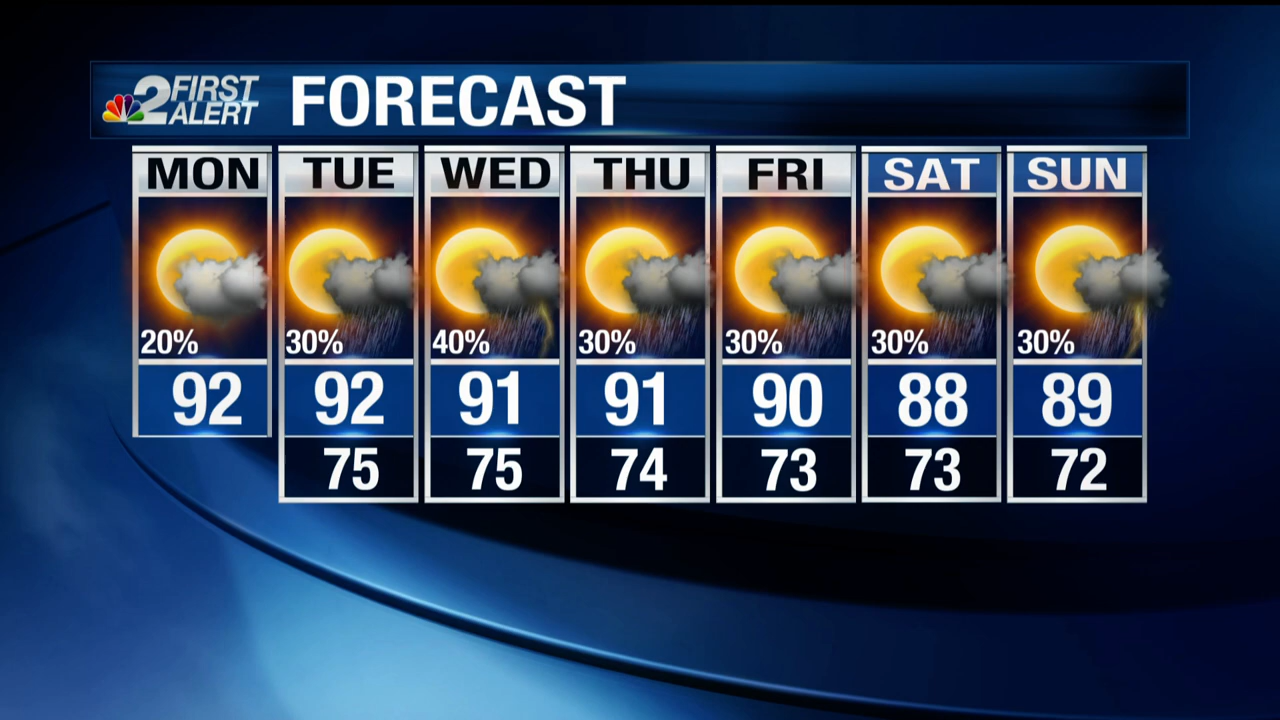 2 FIRST ALERT FORECAST
MON TUE WED THU FRI SAT SUN
20% 30% 40% 30% 30% 30% 30%
92 92 91 91 90 88 89
75 75 74 73 73 72